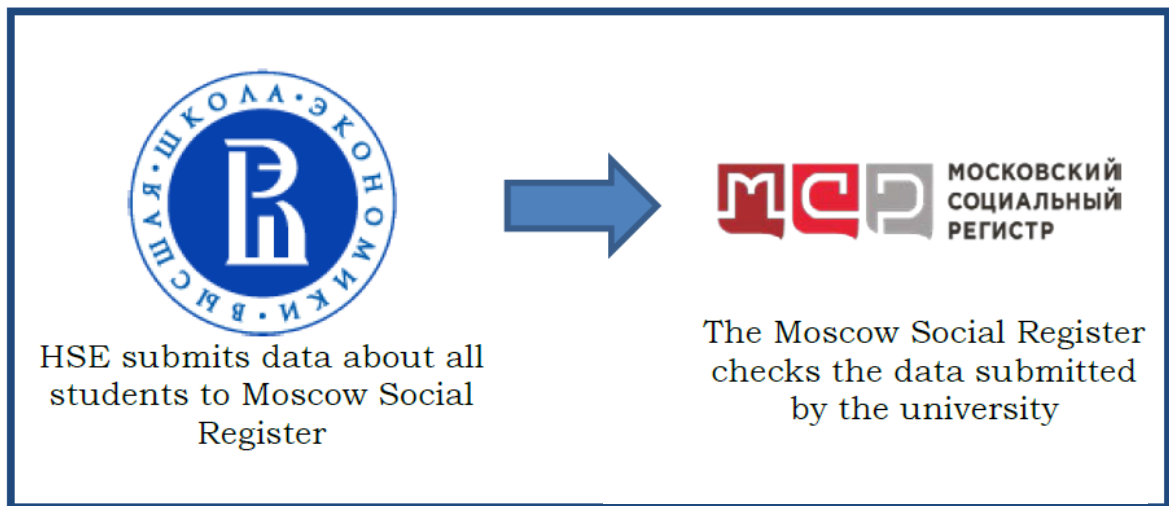 ВЫСШАЯ · ШКОЛА · ЭКОНОМИКИ ·
HSE submits data about all
students to Moscow Social
Register
МСР
МОСКОВСКИЙ
СОЦИАЛЬНЫЙ
РЕГИСТР
The Moscow Social Register
checks the data submitted
by the university